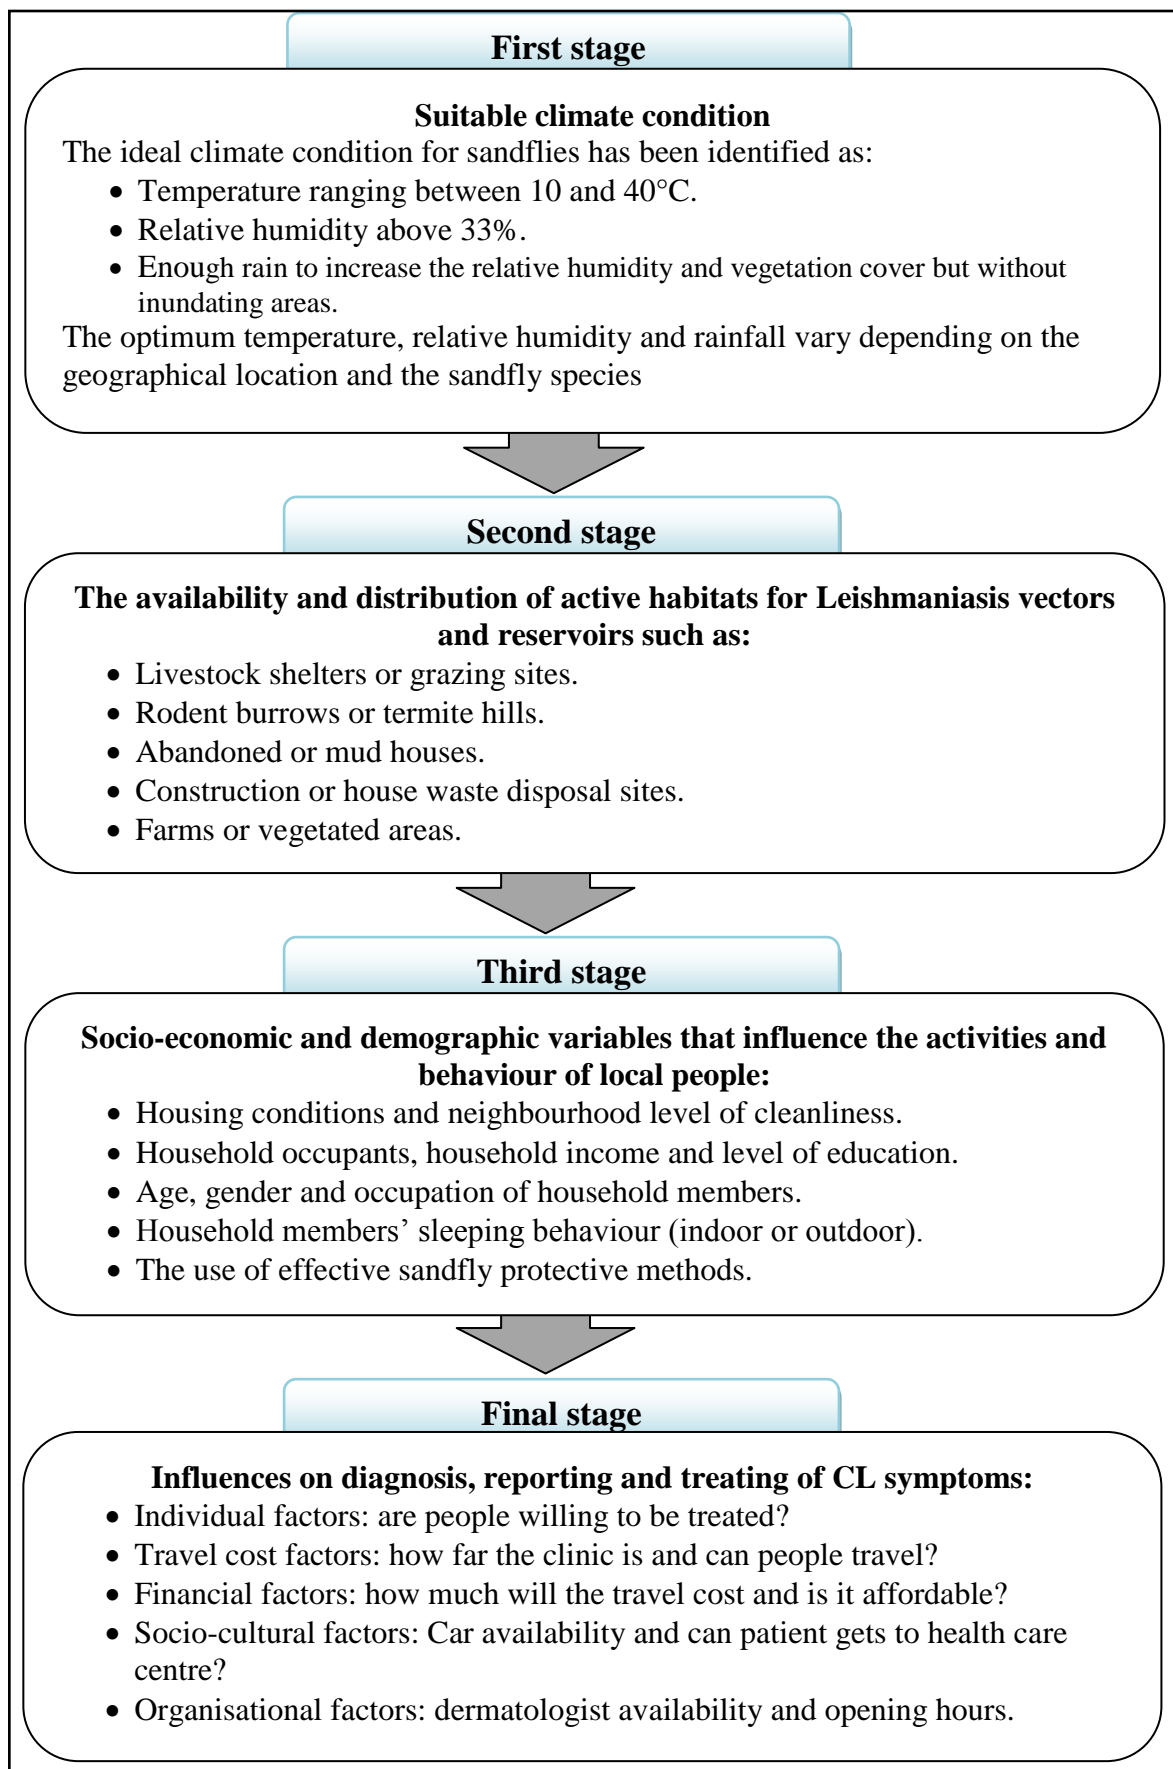 First stage
Suitable climate condition
The ideal climate condition for sandflies has been identified as:
• Temperature ranging between 10 and 40°C.
• Relative humidity above 33%.
• Enough rain to increase the relative humidity and vegetation cover but without
inundating areas.
The optimum temperature, relative humidity and rainfall vary depending on the
geographical location and the sandfly species
Second stage
The availability and distribution of active habitats for Leishmaniasis vectors
and reservoirs such as:
• Livestock shelters or grazing sites.
• Rodent burrows or termite hills.
• Abandoned or mud houses.
• Construction or house waste disposal sites.
• Farms or vegetated areas.
Third stage
Socio-economic and demographic variables that influence the activities and
behaviour of local people:
• Housing conditions and neighbourhood level of cleanliness.
• Household occupants, household income and level of education.
• Age, gender and occupation of household members.
• Household members’ sleeping behaviour (indoor or outdoor).
• The use of effective sandfly protective methods.
Final stage
Influences on diagnosis, reporting and treating of CL symptoms:
• Individual factors: are people willing to be treated?
• Travel cost factors: how far the clinic is and can people travel?
• Financial factors: how much will the travel cost and is it affordable?
• Socio-cultural factors: Car availability and can patient gets to health care
centre?
• Organisational factors: dermatologist availability and opening hours.